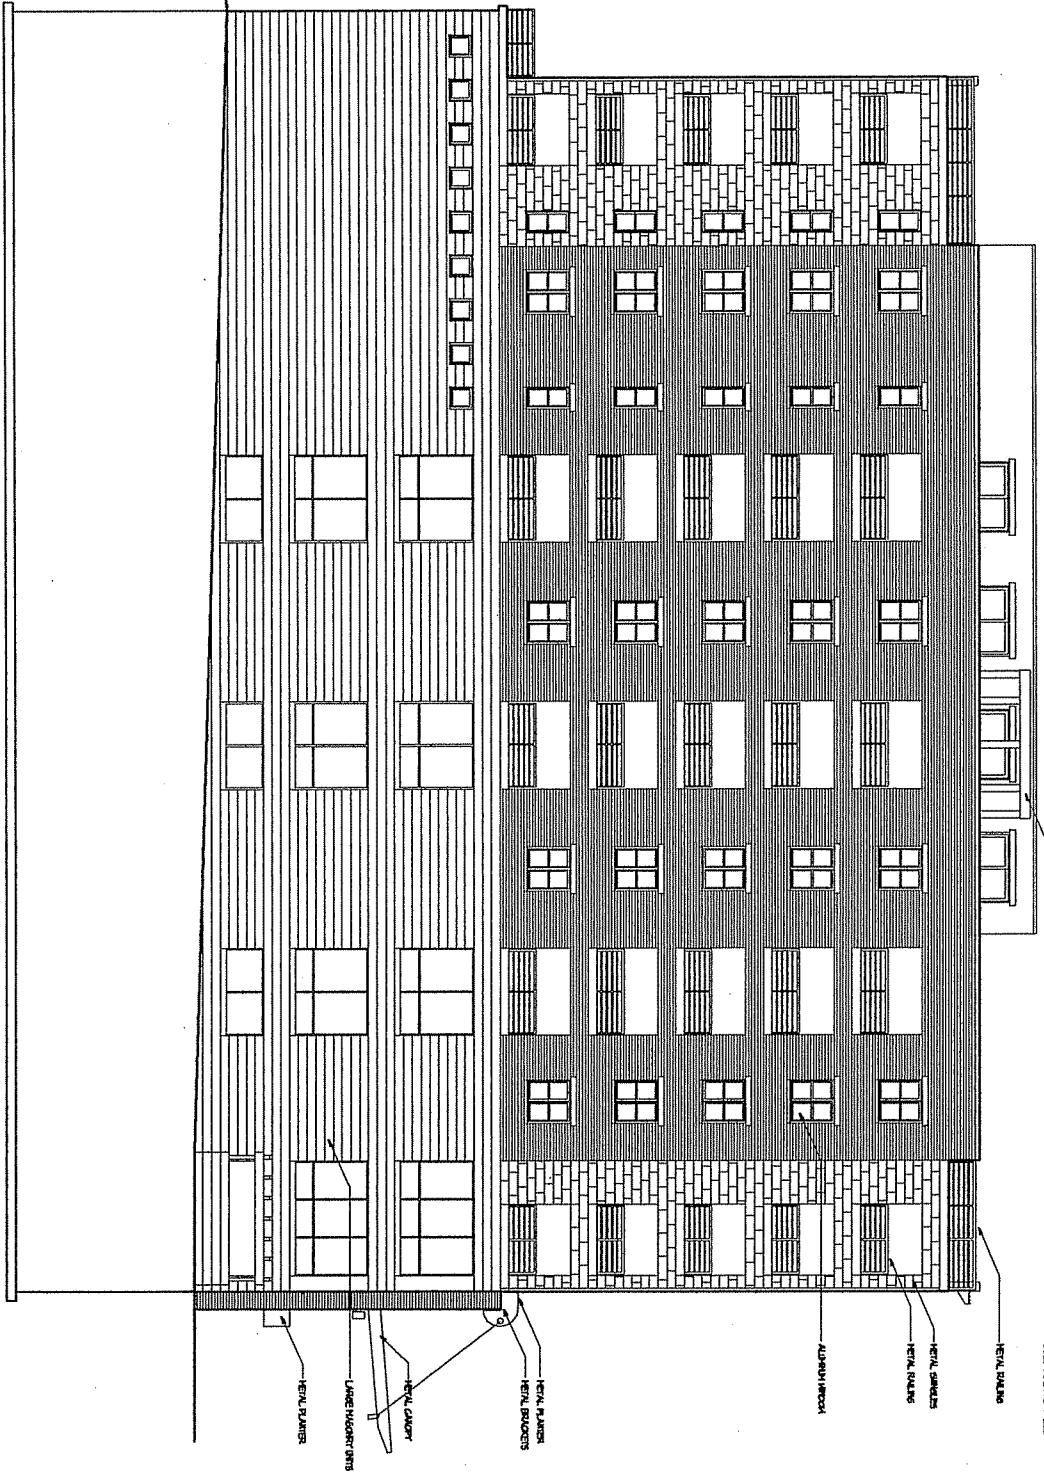 METAL RAILING
METAL SHINGLES
METAL RAILING
ALUMINUM WINDOW
METAL PLANTER
METAL BRACKETS
METAL CANOPY
LARGE MASONRY UNITS
METAL PLANTER